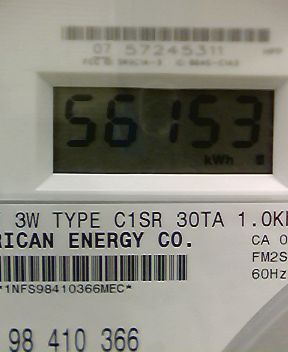 07 57245311
56153
kWh
3W TYPE C1SR 30TA 1.0K
RICAN ENERGY CO.
CA 0
FM2S
60Hz
*1NFS98410366MEC*
98 410 366